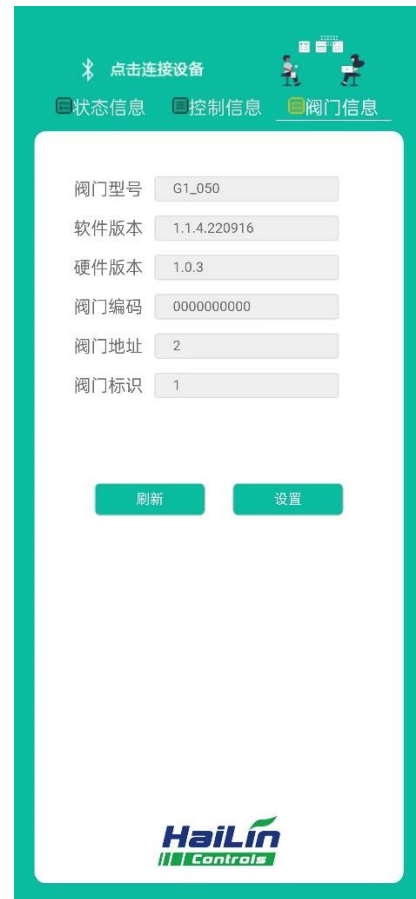 点击连接设备
状态信息 控制信息 阀门信息
阀门型号 G1_050
软件版本 1.1.4.220916
硬件版本 1.0.3
阀门编码 0000000000
阀门地址 2
阀门标识 1
刷新 设置
HaiLin
Controls